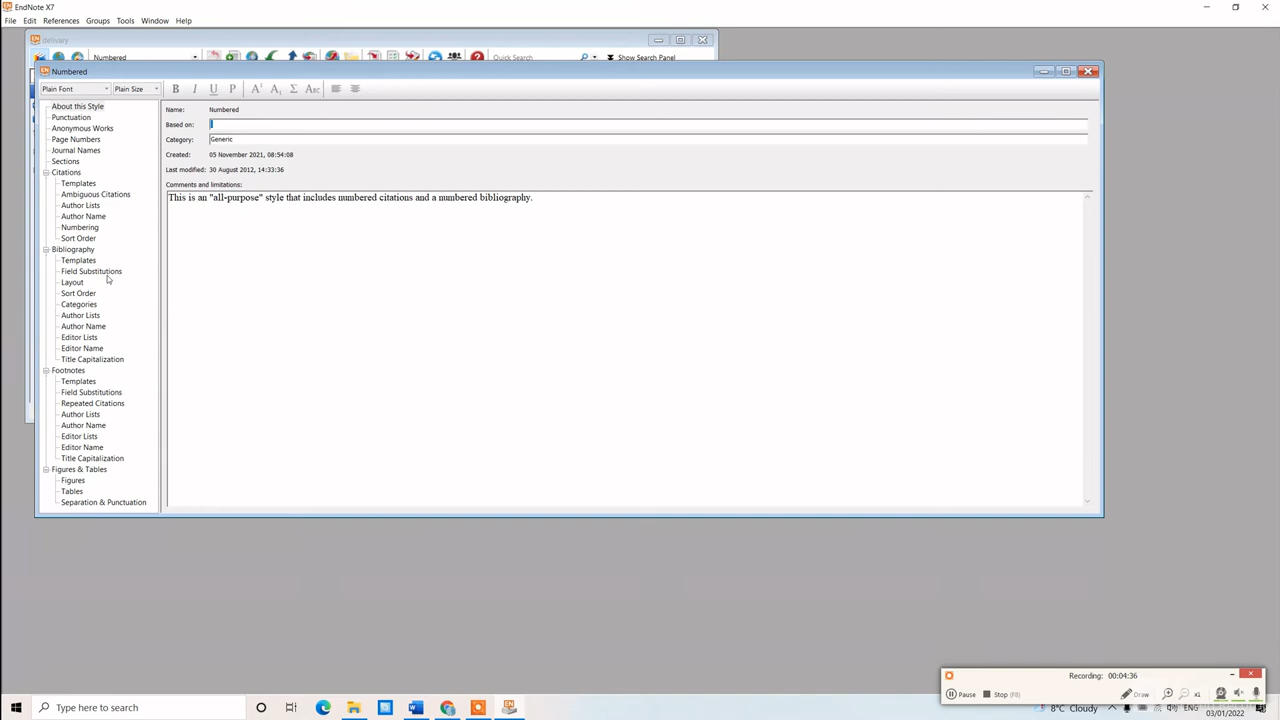 EndNote X7
File Edit References Groups Tools Window Help
delivary
Numbered Quick Search Show Search Panel
Numbered
Plain Font Plain Size B I U P A¹ A₁ Σ Abc
About this Style
Punctuation
Anonymous Works
Page Numbers
Journal Names
Sections
Citations
Templates
Ambiguous Citations
Author Lists
Author Name
Numbering
Sort Order
Bibliography
Templates
Field Substitutions
Layout
Sort Order
Categories
Author Lists
Author Name
Editor Lists
Editor Name
Title Capitalization
Footnotes
Templates
Field Substitutions
Repeated Citations
Author Lists
Author Name
Editor Lists
Editor Name
Title Capitalization
Figures & Tables
Figures
Tables
Separation & Punctuation
Name: Numbered
Based on:
Category: Generic
Created: 05 November 2021, 08:54:08
Last modified: 30 August 2012, 14:33:36
Comments and limitations:
This is an "all-purpose" style that includes numbered citations and a numbered bibliography.
Recording: 00:04:36
Pause Stop (F8) Draw x1
Type here to search
8°C Cloudy
03/01/2022